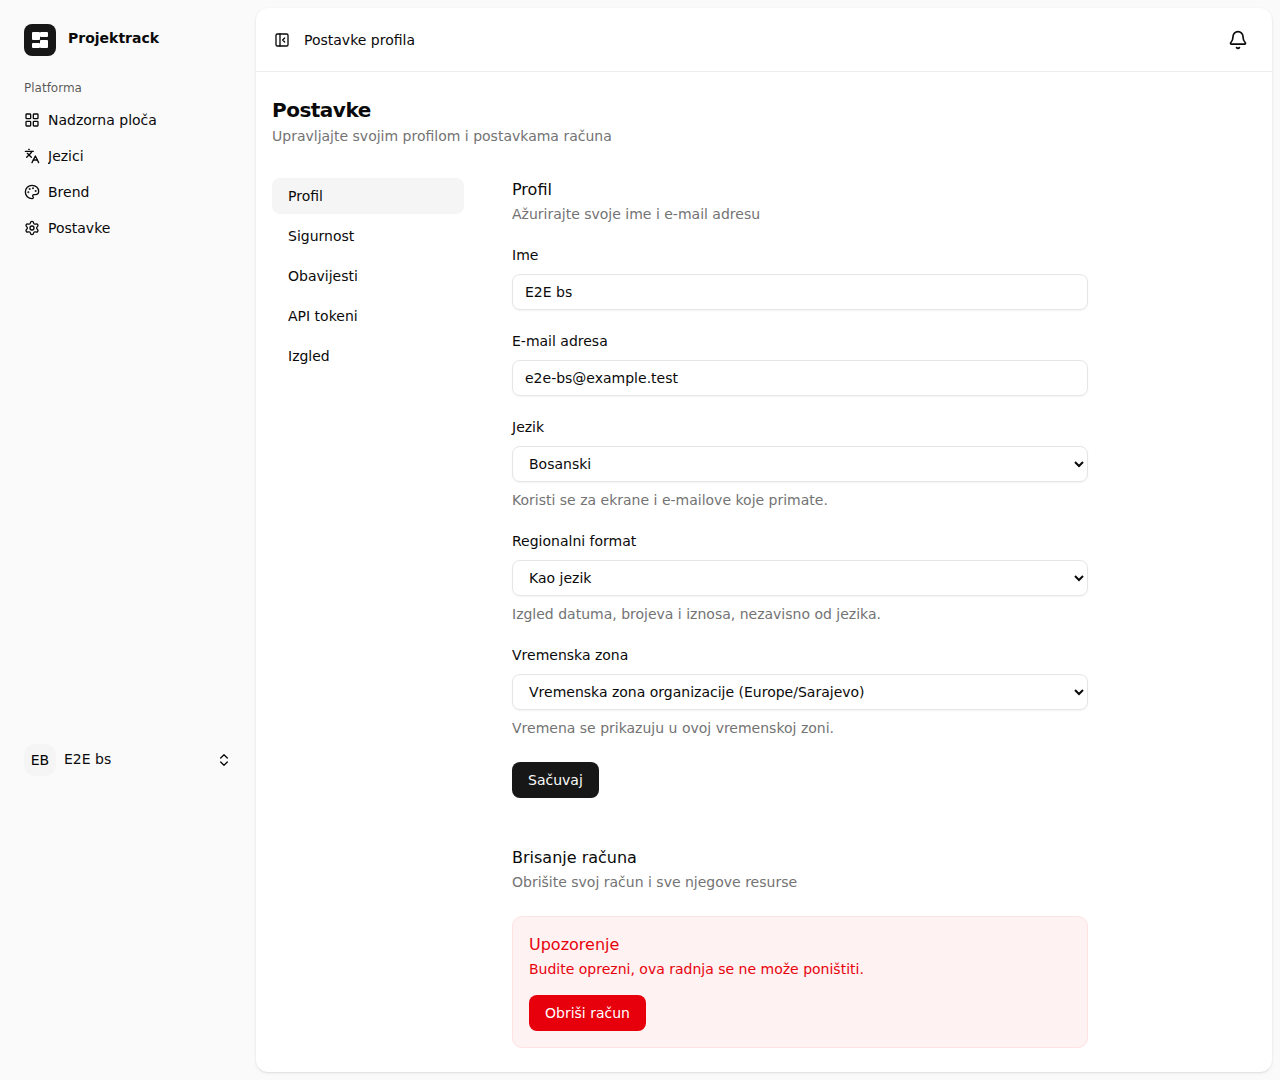 Projektrack
Platforma
Nadzorna ploča
Jezici
Brend
Postavke
E2E bs
EB
Postavke profila
Postavke
Upravljajte svojim profilom i postavkama računa
Profil
Sigurnost
Obavijesti
API tokeni
Izgled
Profil
Ažurirajte svoje ime i e-mail adresu
Ime
E2E bs
E-mail adresa
e2e-bs@example.test
Jezik
Bosanski
Koristi se za ekrane i e-mailove koje primate.
Regionalni format
Kao jezik
Izgled datuma, brojeva i iznosa, nezavisno od jezika.
Vremenska zona
Vremenska zona organizacije (Europe/Sarajevo)
Vremena se prikazuju u ovoj vremenskoj zoni.
Sačuvaj
Brisanje računa
Obrišite svoj račun i sve njegove resurse
Upozorenje
Budite oprezni, ova radnja se ne može poništiti.
Obriši račun